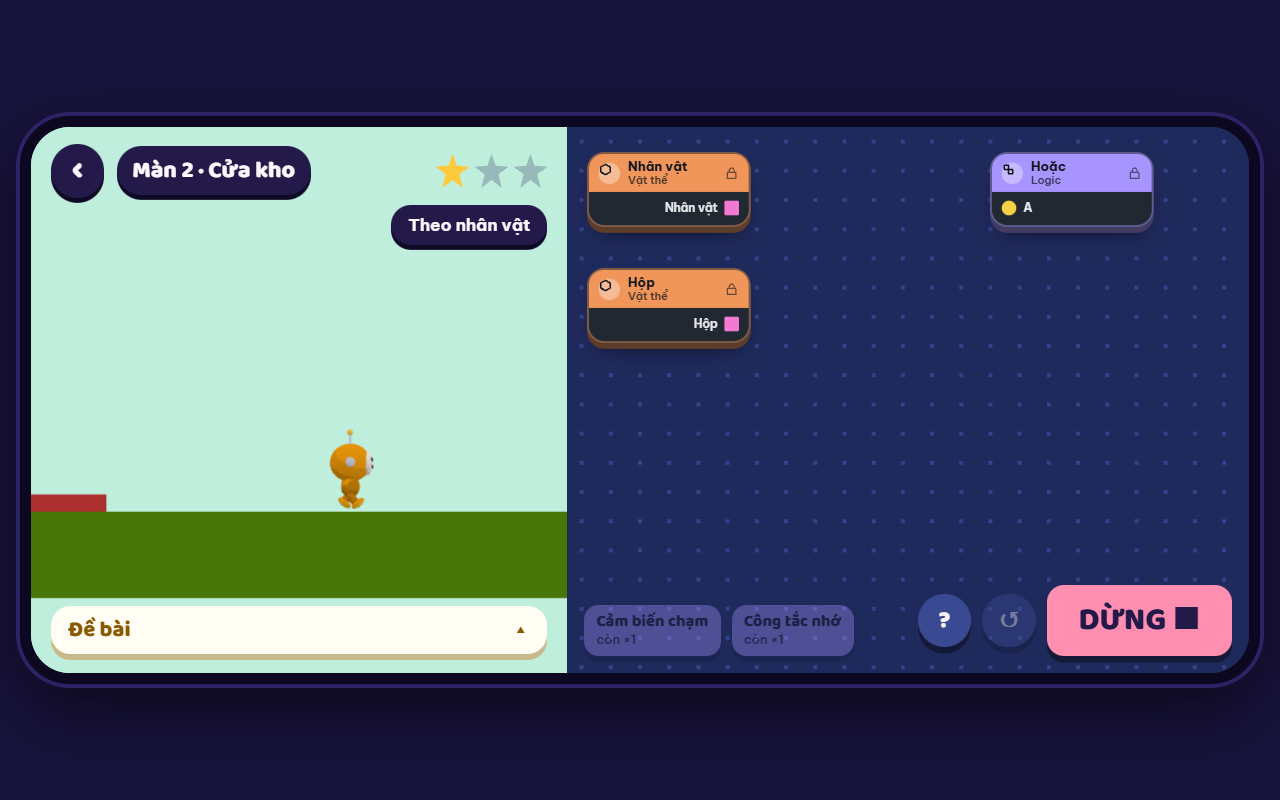 Màn 2 • Cửa kho
Theo nhân vật
Đề bài
Nhân vật
Vật thể
Nhân vật
Hộp
Vật thể
Hộp
Hoặc
Logic
A
Cảm biến chạm
còn ×1
Công tắc nhớ
còn ×1
?
DỪNG